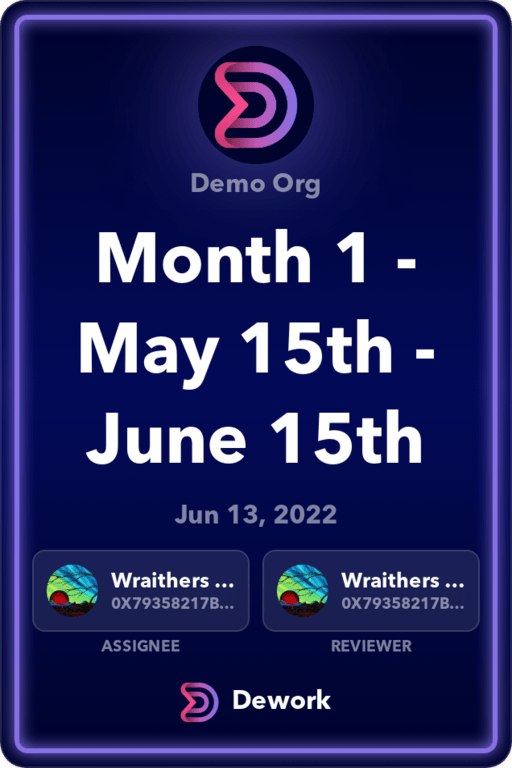 Demo Org
Month 1 -
May 15th -
June 15th
Jun 13, 2022
Wraithers ...
0X79358217B...
ASSIGNEE
Wraithers ...
0X79358217B...
REVIEWER
Dework